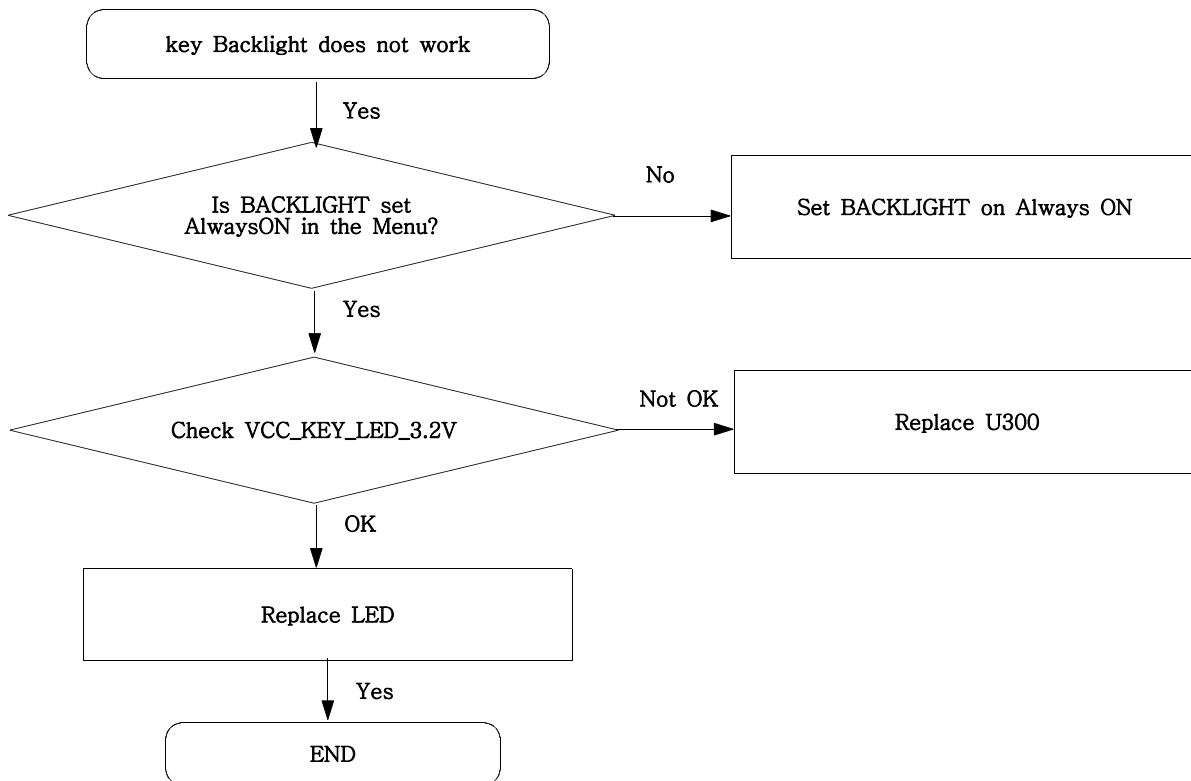 key Backlight does not work
Yes
Is BACKLIGHT set
AlwaysON in the Menu?
No
Set BACKLIGHT on Always ON
Yes
Check VCC_KEY_LED_3.2V
Not OK
Replace U300
OK
Replace LED
Yes
END